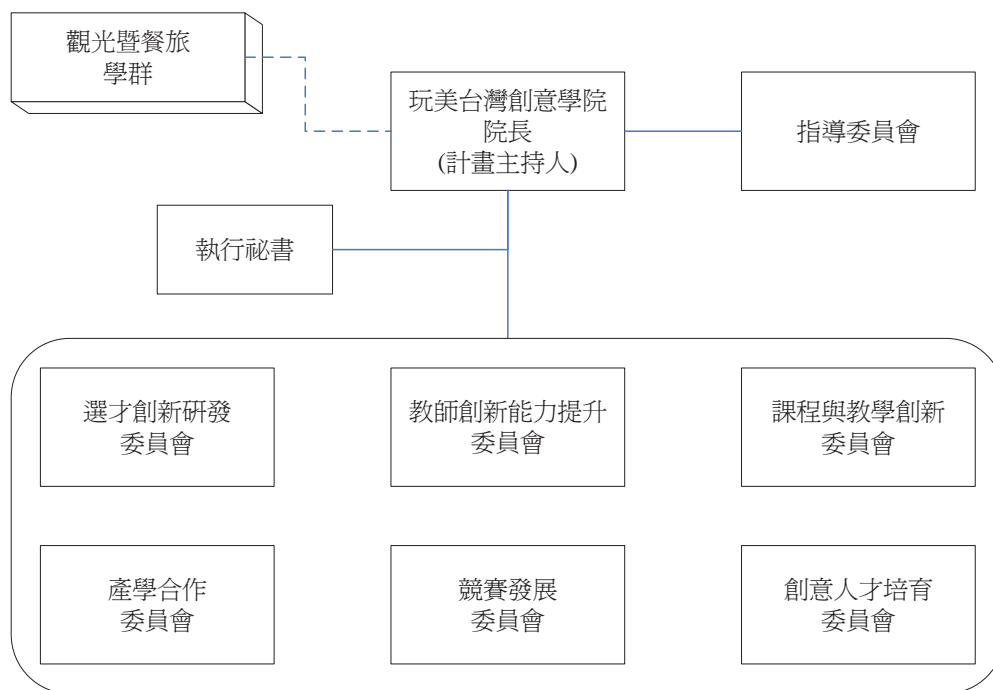 觀光暨餐旅
學群
玩美台灣創意學院
院長
(計畫主持人)
指導委員會
執行祕書
選才創新研發
委員會
教師創新能力提升
委員會
課程與教學創新
委員會
產學合作
委員會
競賽發展
委員會
創意人才培育
委員會